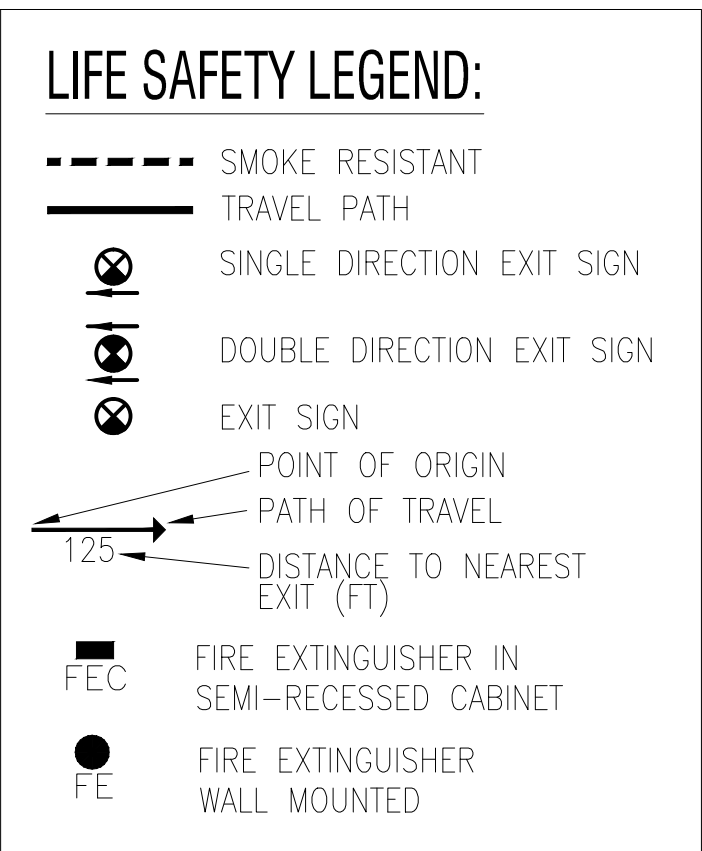 LIFE SAFETY LEGEND:
SMOKE RESISTANT
TRAVEL PATH
SINGLE DIRECTION EXIT SIGN
DOUBLE DIRECTION EXIT SIGN
EXIT SIGN
POINT OF ORIGIN
PATH OF TRAVEL
125
DISTANCE TO NEAREST
EXIT (FT)
FEC
FIRE EXTINGUISHER IN
SEMI-RECESSED CABINET
FE
FIRE EXTINGUISHER
WALL MOUNTED